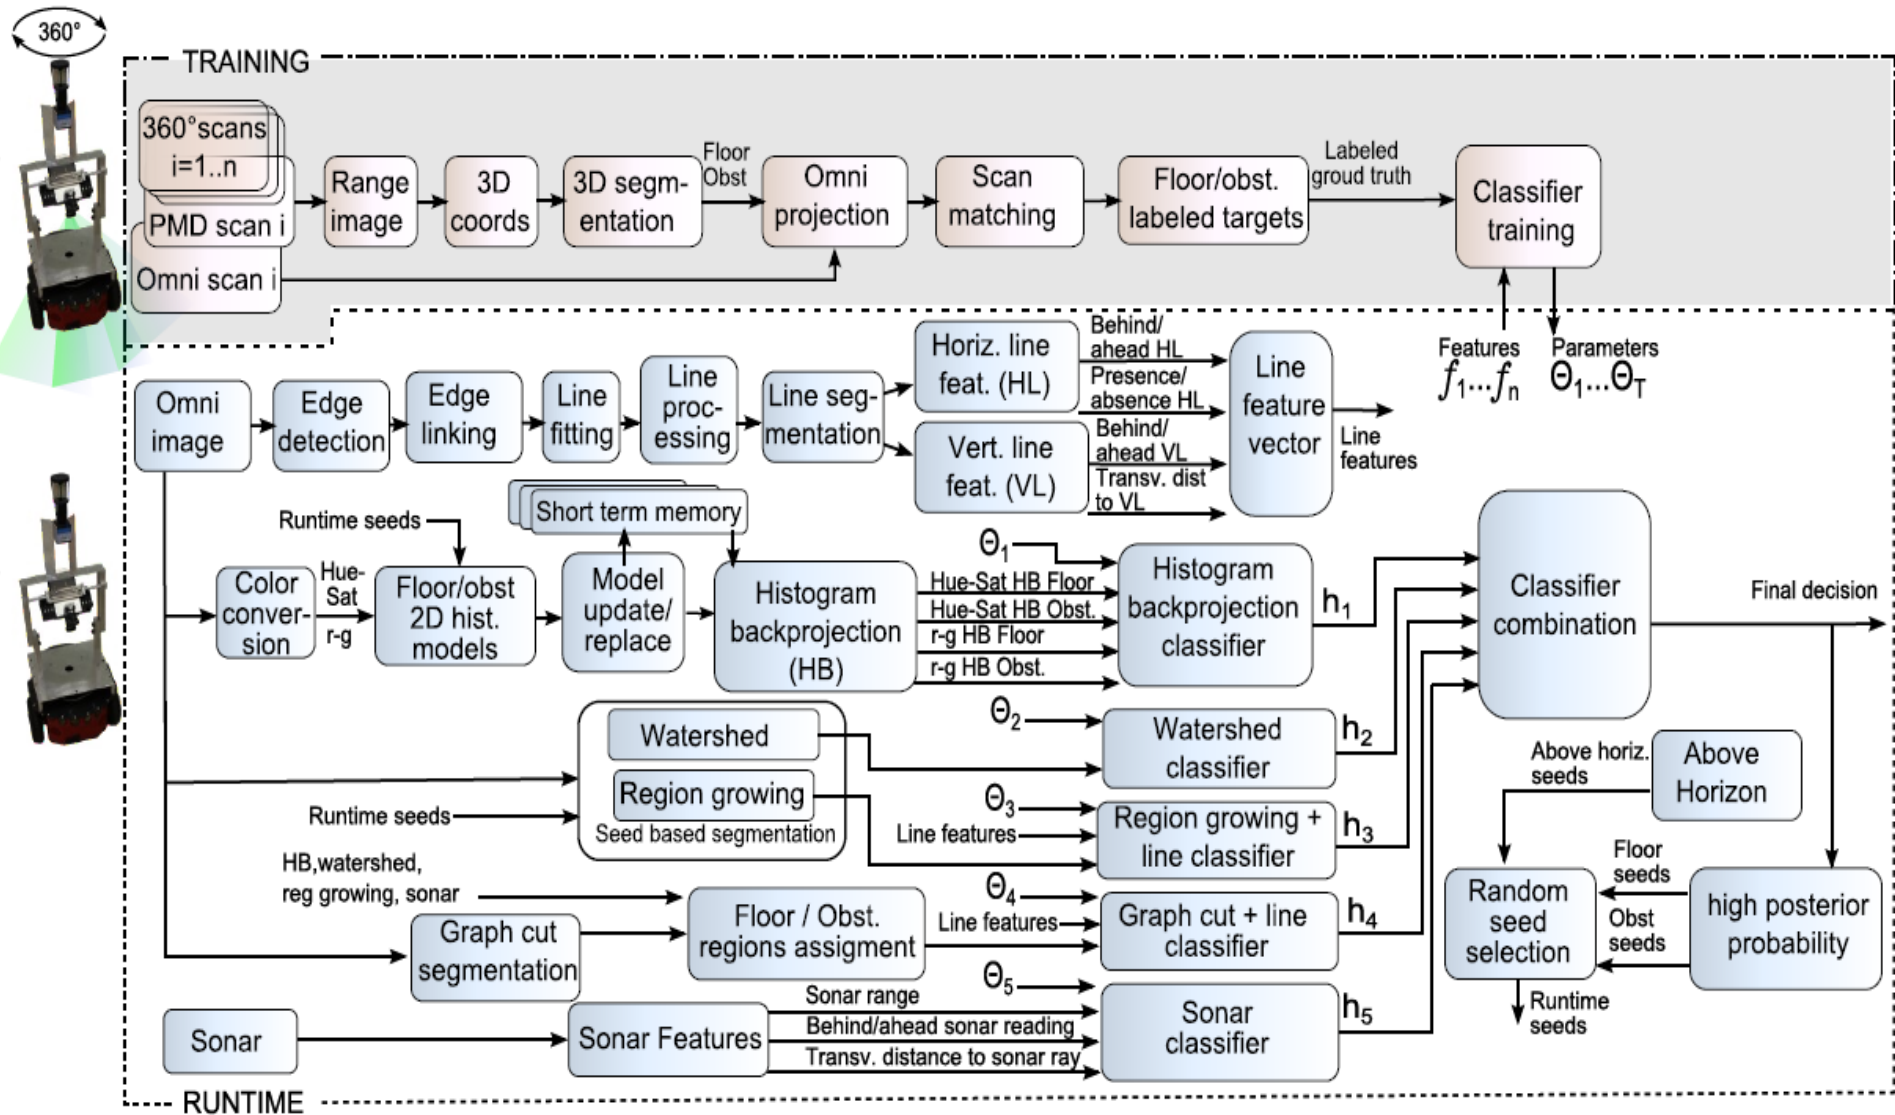 360°
TRAINING
360°scans
i=1..n
PMD scan i
Omni scan i
Range
image
3D
coords
3D segm-
entation
Floor
Obst
Omni
projection
Scan
matching
Floor/obst.
labeled targets
Labeled
groud truth
Classifier
training
Features
f1...fn
Parameters
Θ1...ΘT
Omni
image
Edge
detection
Edge
linking
Line
fitting
Line
proc-
essing
Line seg-
mentation
Horiz. line
feat. (HL)
Vert. line
feat. (VL)
Behind/
ahead HL
Presence/
absence HL
Behind/
ahead VL
Transv. dist
to VL
Line
feature
vector
Line
features
Runtime seeds
Short term memory
Color
conver-
sion
Hue-
Sat
r-g
Floor/obst
2D hist.
models
Model
update/
replace
Histogram
backprojection
(HB)
Θ1
Hue-Sat HB Floor
Hue-Sat HB Obst.
r-g HB Floor
r-g HB Obst.
Histogram
backprojection
classifier
h1
Classifier
combination
Final decision
Watershed
Region growing
Seed based segmentation
Runtime seeds
Θ2
Watershed
classifier
h2
Θ3
Line features
Region growing +
line classifier
h3
Above horiz.
seeds
Above
Horizon
HB,watershed,
reg growing, sonar
Graph cut
segmentation
Floor / Obst.
regions assigment
Θ4
Line features
Graph cut + line
classifier
h4
Random
seed
selection
Floor
seeds
Obst
seeds
high posterior
probability
Runtime
seeds
Sonar
Sonar Features
Θ5
Sonar range
Behind/ahead sonar reading
Transv. distance to sonar ray
Sonar
classifier
h5
RUNTIME